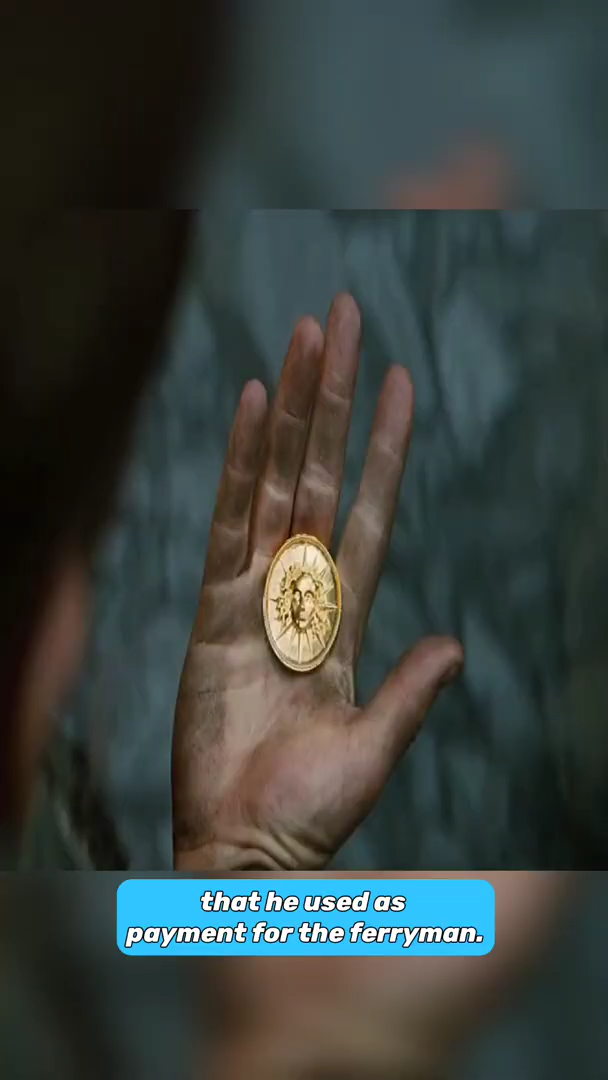 that he used as
payment for the ferryman.